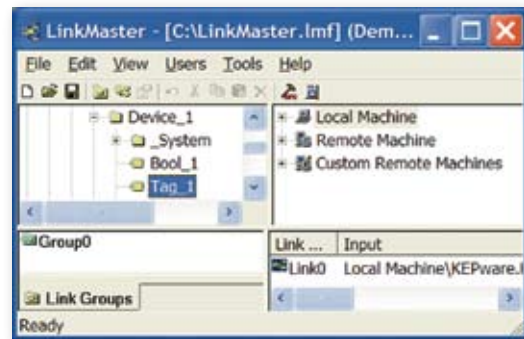 LinkMaster - [C:\LinkMaster.lmf] (Dem...
File Edit View Users Tools Help
Device_1
_System
Bool_1
Tag_1
Local Machine
Remote Machine
Custom Remote Machines
Group0
Link Groups
Link ... Input
Link0 Local Machine\KEPware.
Ready